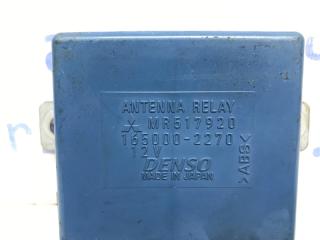 ANTENNA RELAY
MR517920
165000-2270
12V
DENSO
MADE IN JAPAN
>ABS<